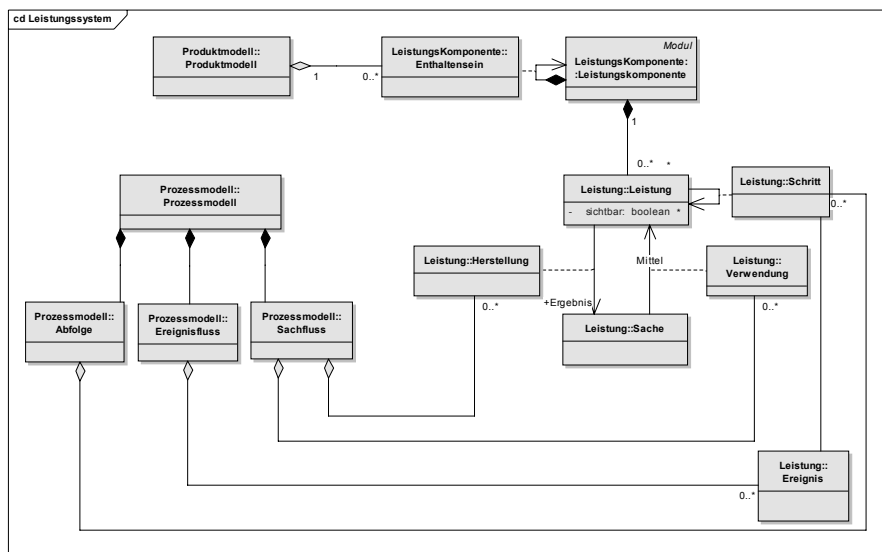 cd Leistungssystem
Produktmodell::
Produktmodell
LeistungsKomponente::
Enthaltensein
Modul
LeistungsKomponente:
:Leistungskomponente
1
0..*
1
0..*
*
Prozessmodell::
Prozessmodell
Leistung::Leistung
- sichtbar: boolean
*
Leistung::Schritt
0..*
Leistung::Herstellung
0..*
Mittel
Leistung::
Verwendung
0..*
+Ergebnis
Prozessmodell::
Abfolge
Prozessmodell::
Ereignisfluss
Prozessmodell::
Sachfluss
Leistung::Sache
Leistung::
Ereignis
0..*